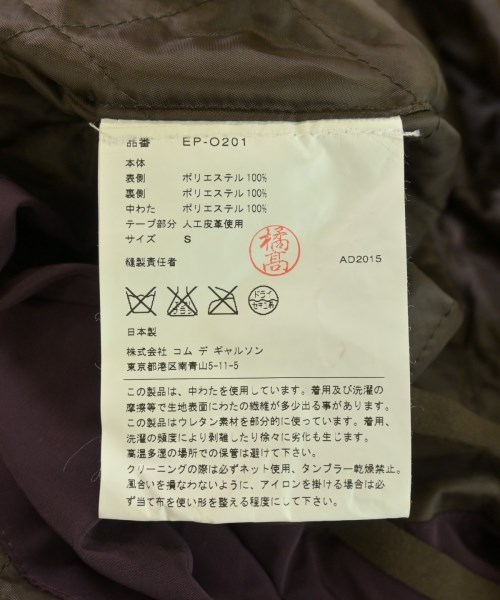 品番 EP-O201
本体
表側 ポリエステル100%
裏側 ポリエステル100%
中わた ポリエステル100%
テープ部分 人工皮革使用
サイズ S
縫製責任者 橘高 AD2015
ドライ
セキユ系
日本製
株式会社 コム デ ギャルソン
東京都港区南青山5-11-5
この製品は、中わたを使用しています。着用及び洗濯の
摩擦等で生地表面にわたの繊維が多少出る事があります。
この製品はウレタン素材を部分的に使っています。着用、
洗濯の頻度により剥離したり徐々に劣化も生じます。
高温多湿の場所での保管は避けて下さい。
クリーニングの際は必ずネット使用、タンブラー乾燥禁止。
風合いを損なわないように、アイロンを掛ける場合は必
ず当て布を使い形を整える程度にして下さい。